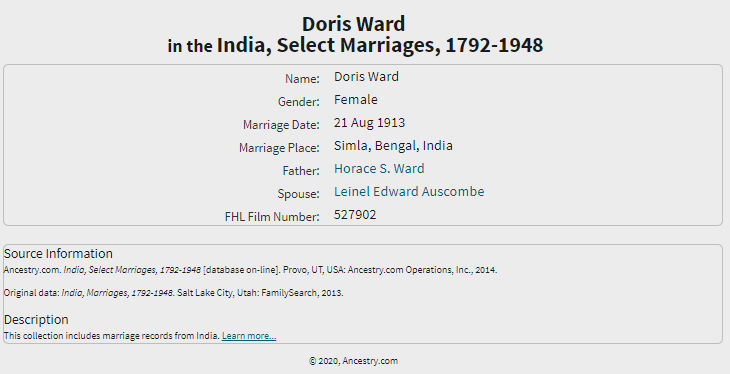 Doris Ward
in the India, Select Marriages, 1792-1948
Name: Doris Ward
Gender: Female
Marriage Date: 21 Aug 1913
Marriage Place: Simla, Bengal, India
Father: Horace S. Ward
Spouse: Leinel Edward Auscombe
FHL Film Number: 527902
Source Information
Ancestry.com. India, Select Marriages, 1792-1948 [database on-line]. Provo, UT, USA: Ancestry.com Operations, Inc., 2014.
Original data: India, Marriages, 1792-1948. Salt Lake City, Utah: FamilySearch, 2013.
Description
This collection includes marriage records from India. Learn more...
© 2020, Ancestry.com